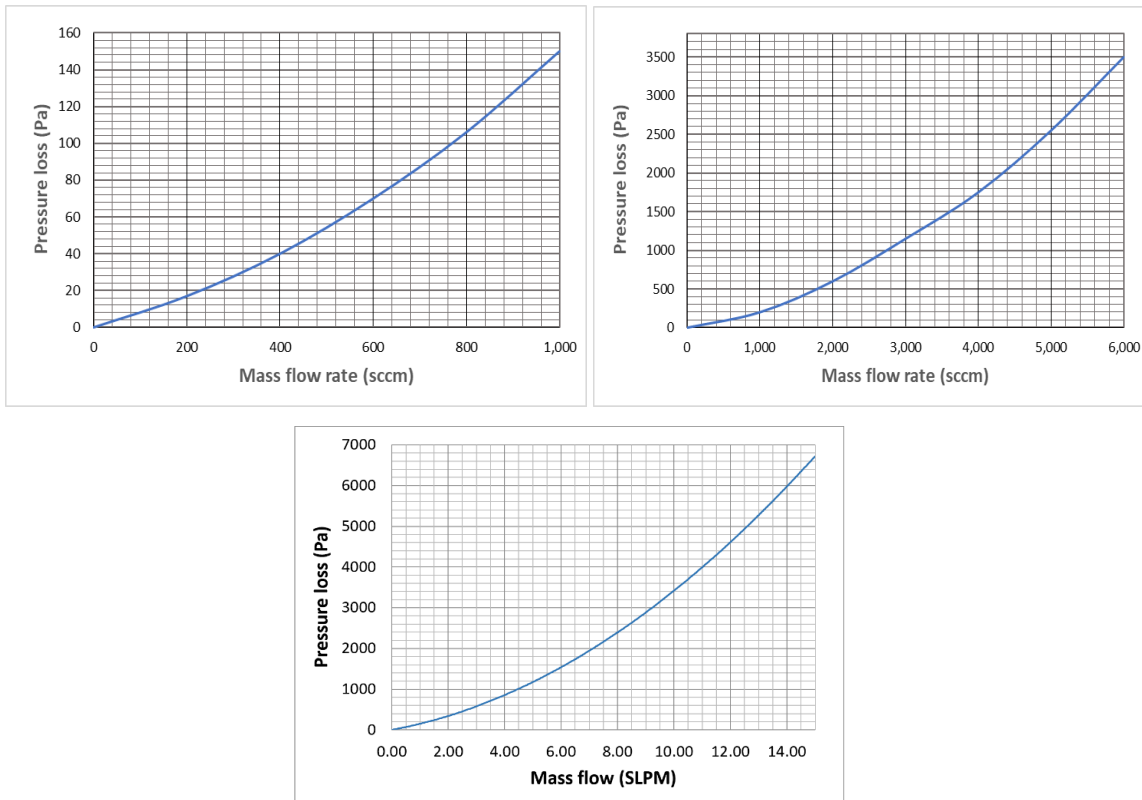 160
140
120
100
80
60
40
20
0
Pressure loss (Pa)
0 200 400 600 800 1,000
Mass flow rate (sccm)
3500
3000
2500
2000
1500
1000
500
0
Pressure loss (Pa)
0 1,000 2,000 3,000 4,000 5,000 6,000
Mass flow rate (sccm)
7000
6000
5000
4000
3000
2000
1000
0
Pressure loss (Pa)
0.00 2.00 4.00 6.00 8.00 10.00 12.00 14.00
Mass flow (SLPM)